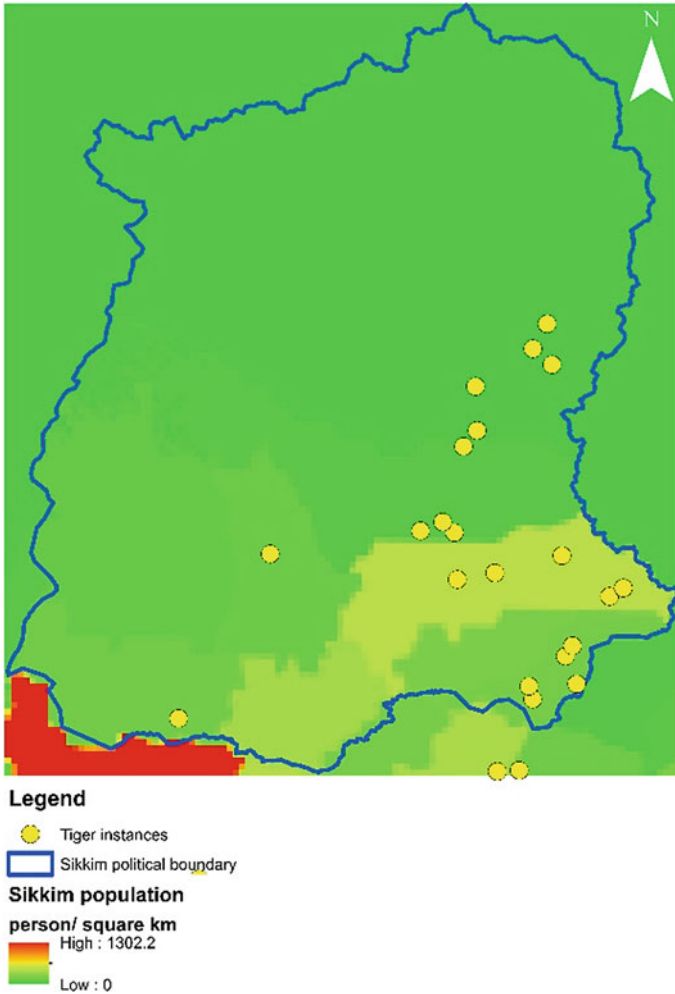 N
Legend
Tiger instances
Sikkim political boundary
Sikkim population
person/ square km
High : 1302.2
Low : 0